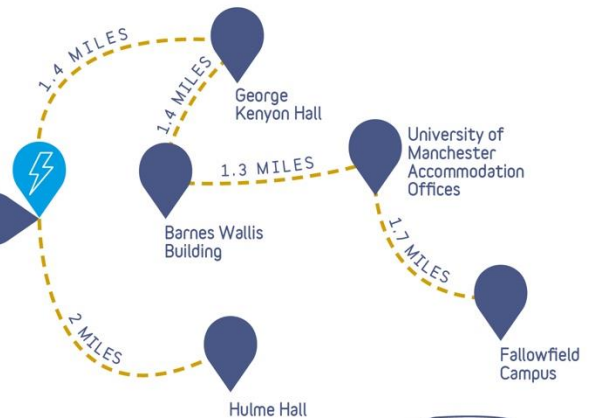 1.4 MILES
1.4 MILES
George
Kenyon Hall
1.3 MILES
University of
Manchester
Accommodation
Offices
Barnes Wallis
Building
1.7 MILES
2 MILES
Fallowfield
Campus
Hulme Hall